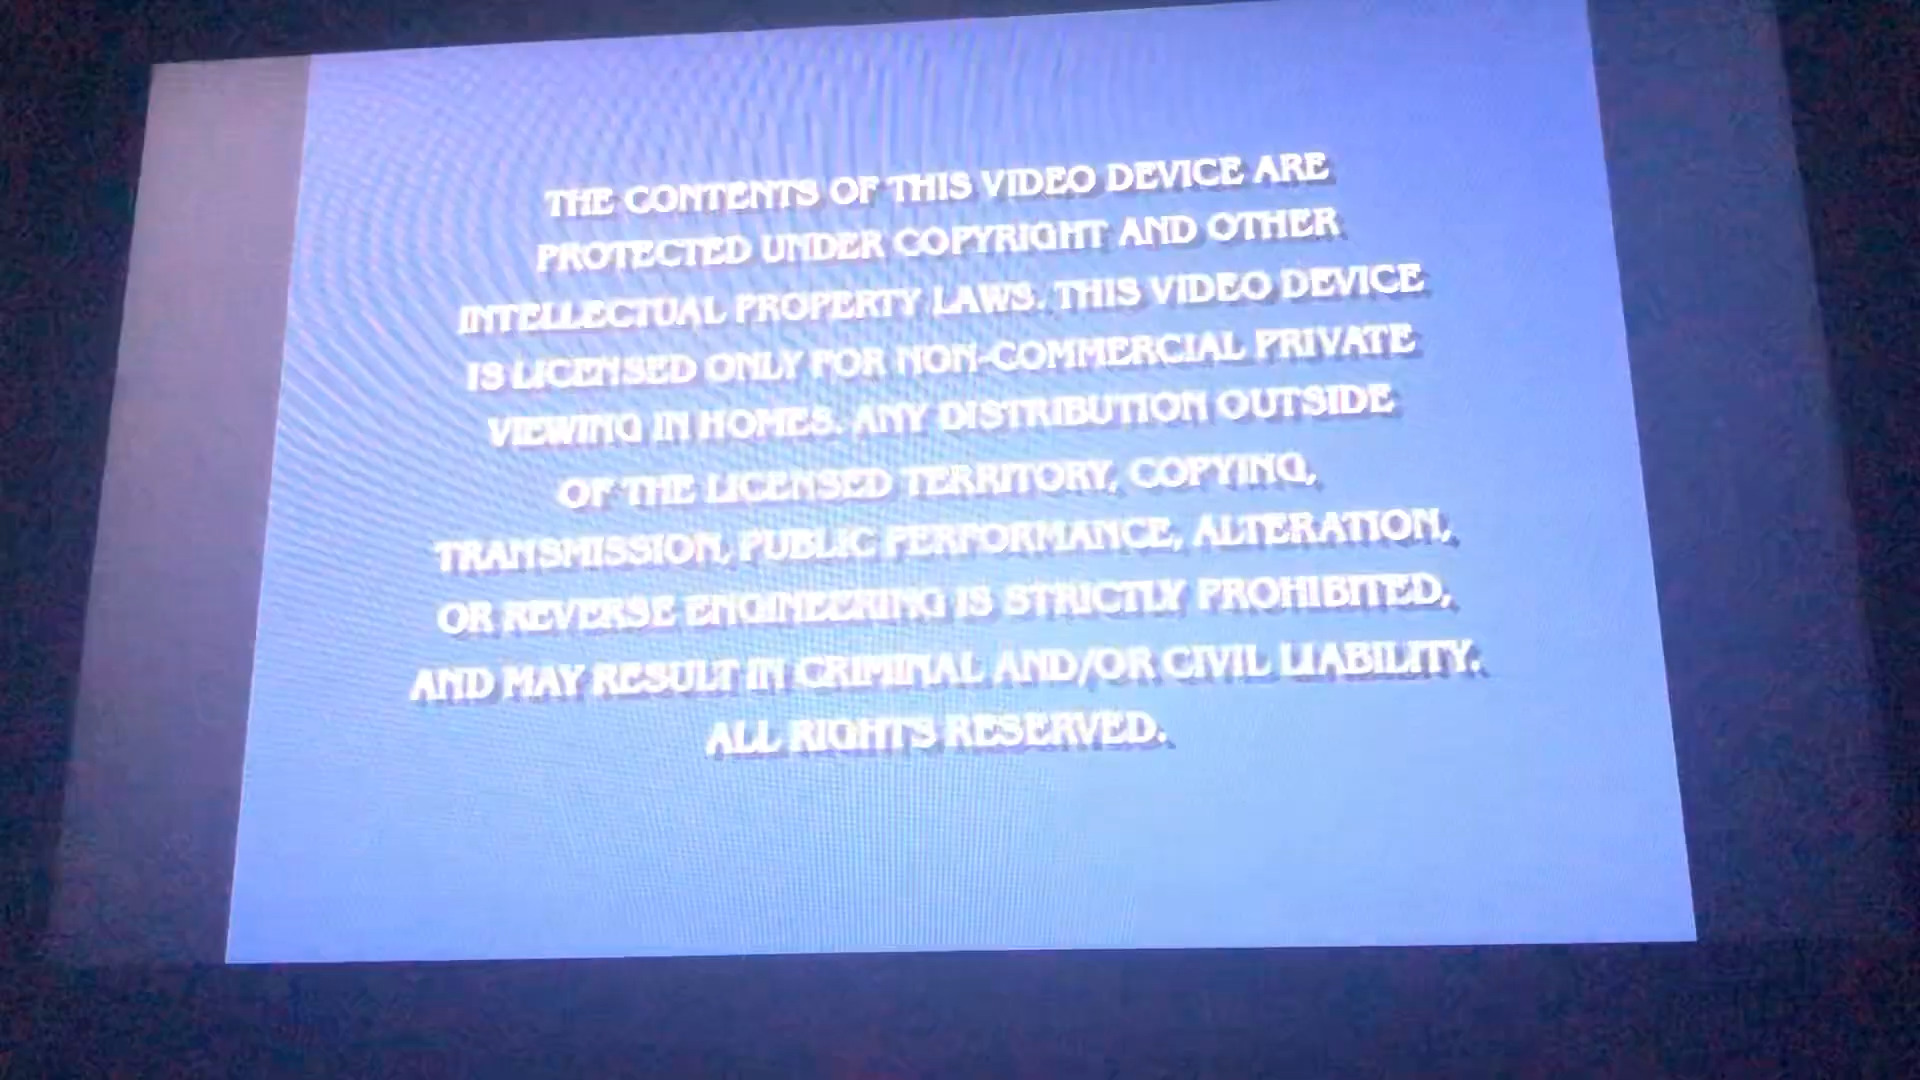 THE CONTENTS OF THIS VIDEO DEVICE ARE
PROTECTED UNDER COPYRIGHT AND OTHER
INTELLECTUAL PROPERTY LAWS. THIS VIDEO DEVICE
IS LICENSED ONLY FOR NON-COMMERCIAL PRIVATE
VIEWING IN HOMES. ANY DISTRIBUTION OUTSIDE
OF THE LICENSED TERRITORY, COPYING,
TRANSMISSION, PUBLIC PERFORMANCE, ALTERATION,
OR REVERSE ENGINEERING IS STRICTLY PROHIBITED,
AND MAY RESULT IN CRIMINAL AND/OR CIVIL LIABILITY.
ALL RIGHTS RESERVED.